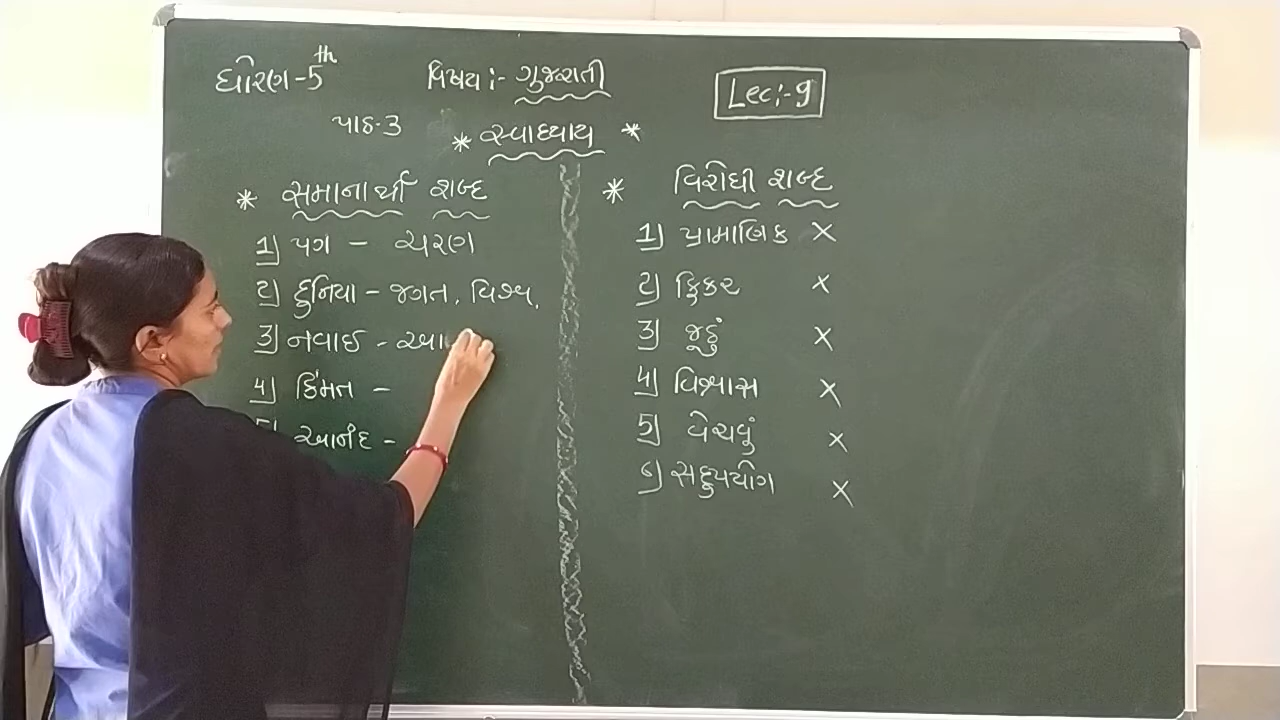 ધોરણ-5th વિષય:- ગુજરાતી Lec:-9
પાઠ-3
* સ્વાધ્યાય *
* સમાનાર્થી શબ્દ
1) પગ - ચરણ
2) દુનિયા - જગત, વિશ્વ,
3) નવાઈ - આ
4) કિંમત -
5) આનંદ -
* વિરોધી શબ્દ
1) પ્રામાણિક ×
2) ફિકર ×
3) જૂઠું ×
4) વિશ્વાસ ×
5) વેચવું ×
6) સદુપયોગ ×